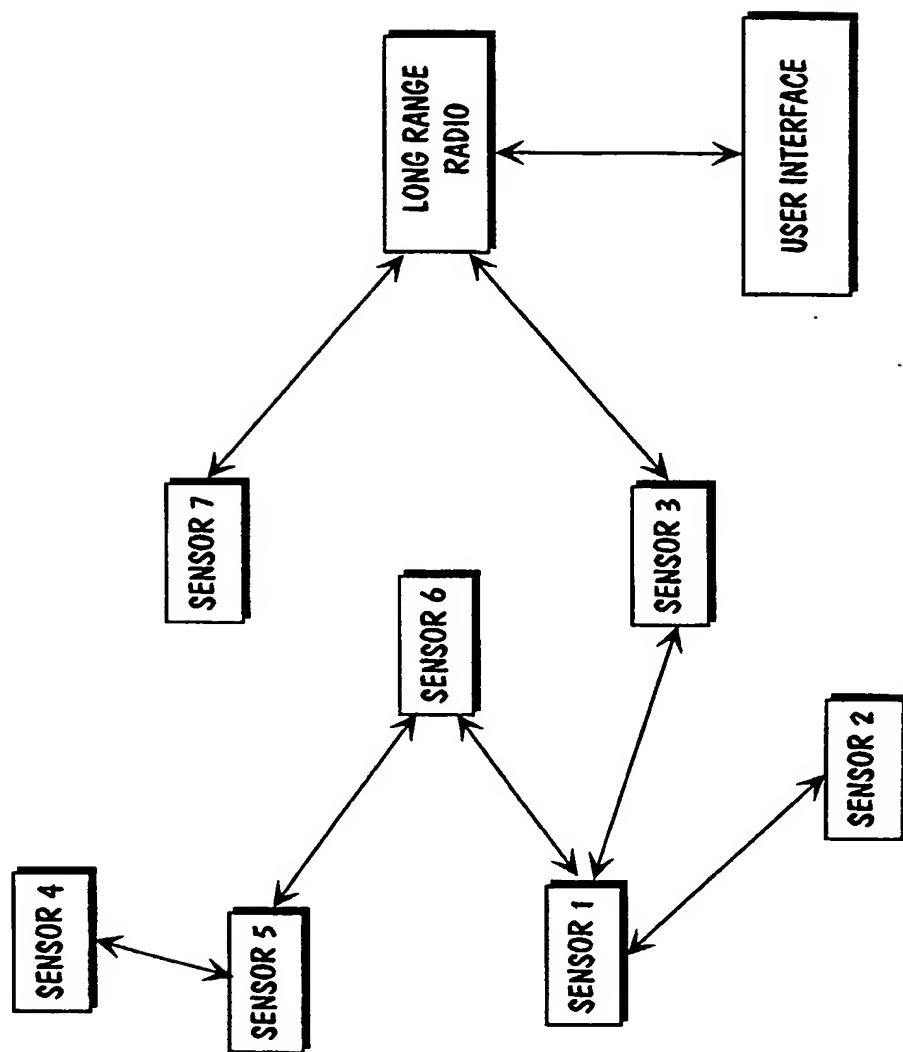 SENSOR 4
SENSOR 5
SENSOR 7
LONG RANGE
RADIO
SENSOR 6
SENSOR 1
SENSOR 3
USER INTERFACE
SENSOR 2